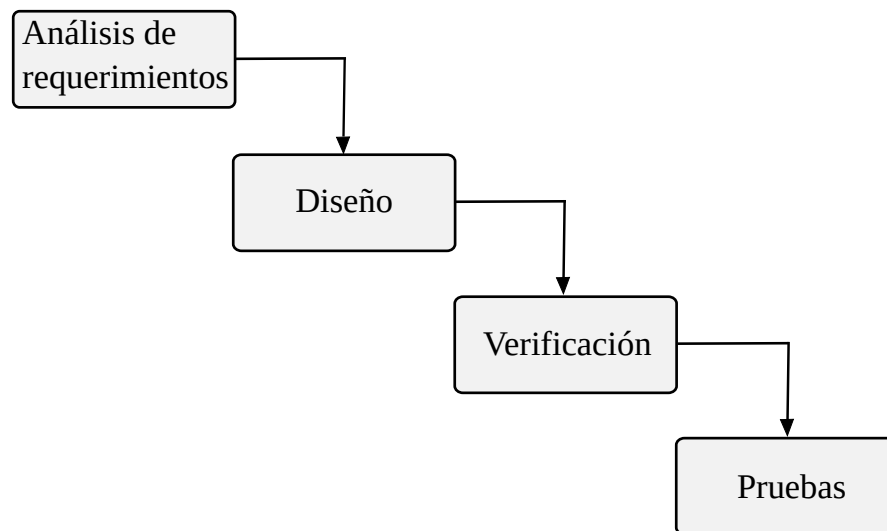 Análisis de
requerimientos
Diseño
Verificación
Pruebas